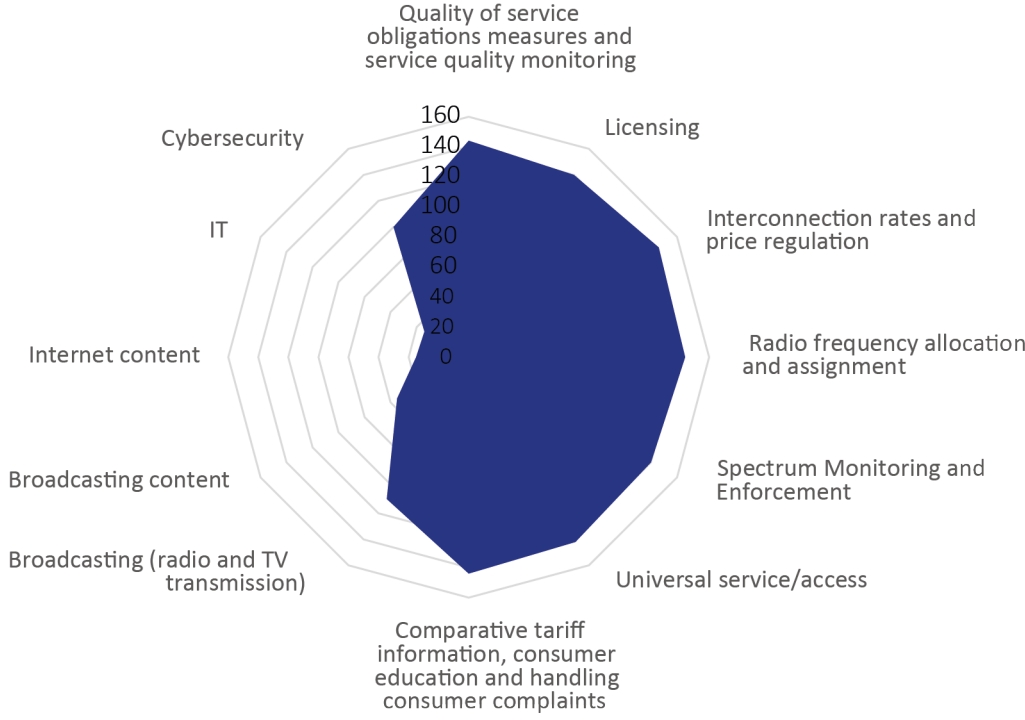 Quality of service
obligations measures and
service quality monitoring
Licensing
Interconnection rates and
price regulation
Radio frequency allocation
and assignment
Spectrum Monitoring and
Enforcement
Universal service/access
Comparative tariff
information, consumer
education and handling
consumer complaints
Broadcasting (radio and TV
transmission)
Broadcasting content
Internet content
IT
Cybersecurity
160
140
120
100
80
60
40
20
0